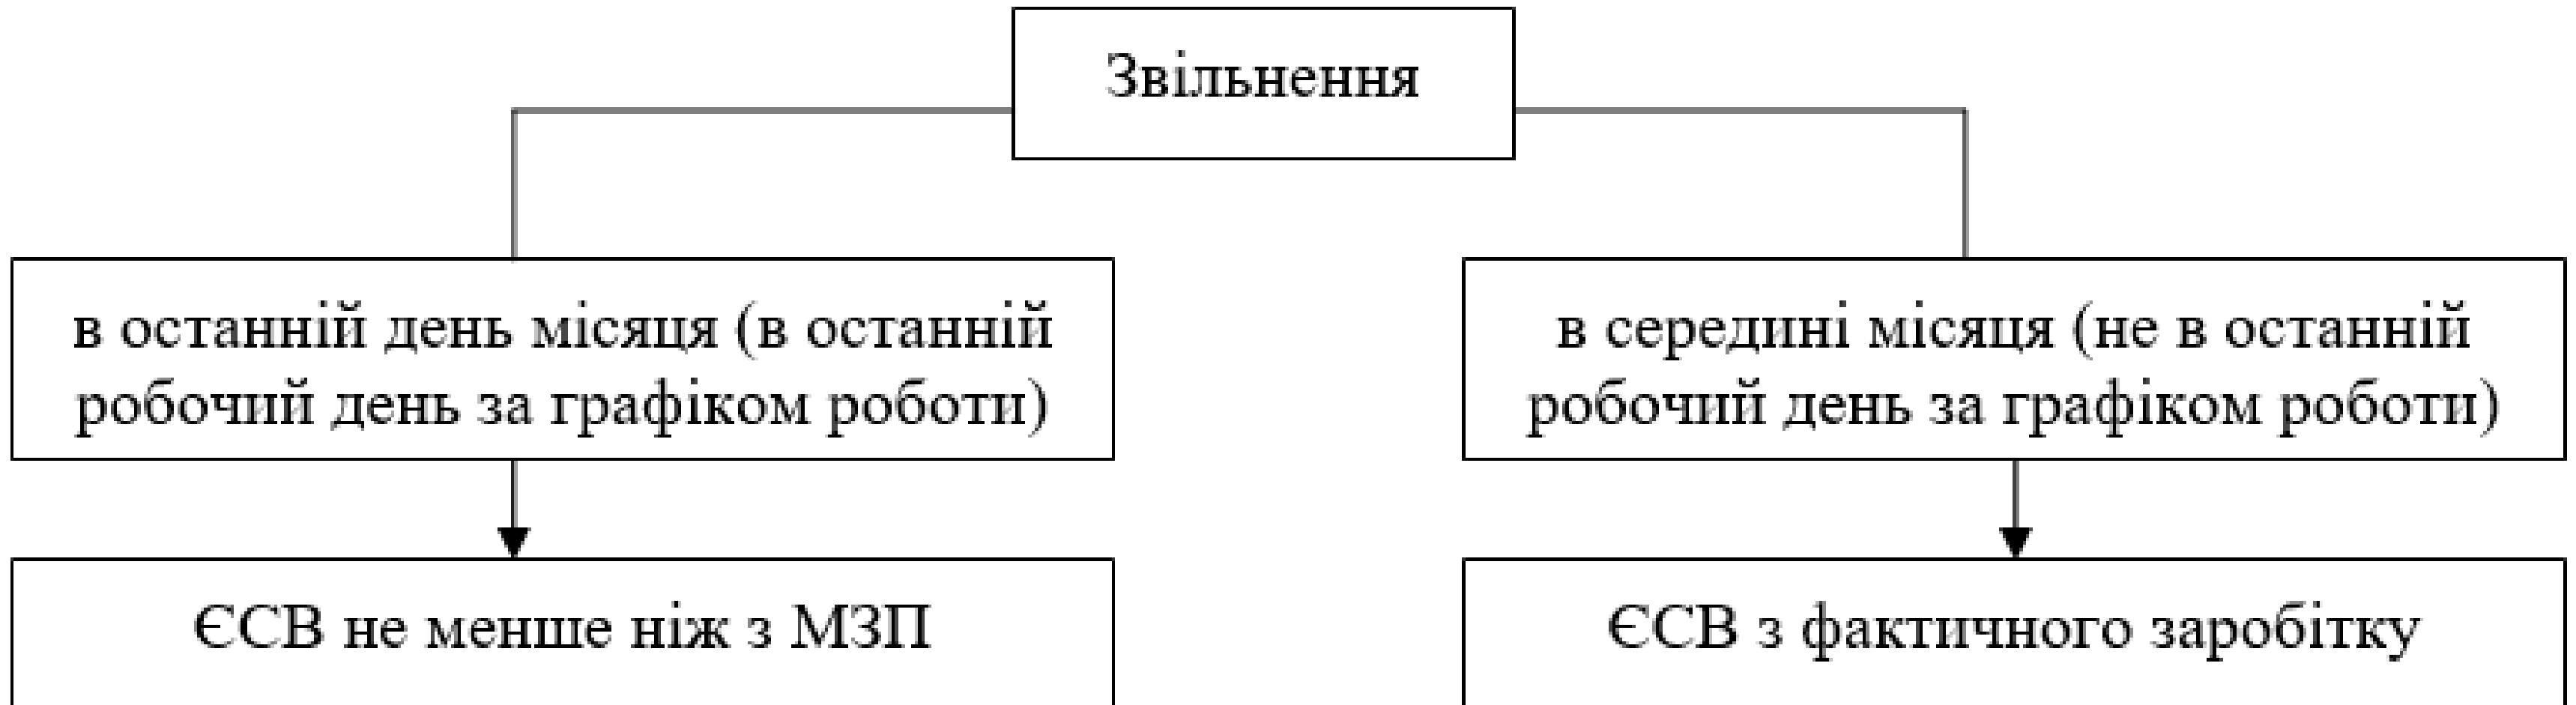 Звільнення
в останній день місяця (в останній
робочий день за графіком роботи)
в середині місяця (не в останній
робочий день за графіком роботи)
ЄСВ не менше ніж з МЗП
ЄСВ з фактичного заробітку